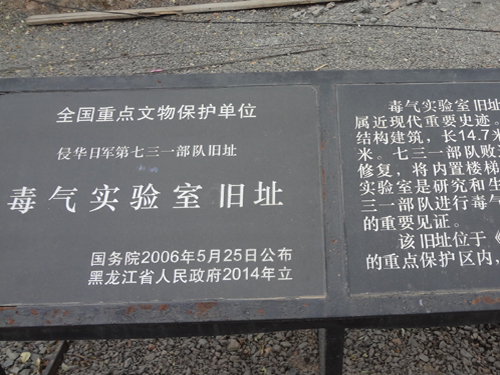 全国重点文物保护单位
侵华日军第七三一部队旧址
毒气实验室旧址
国务院2006年5月25日公布
黑龙江省人民政府2014年立
毒气实验室旧址
属近现代重要史迹。
结构建筑，长14.7米
米。七三一部队败
修复，将内置楼梯
实验室是研究和生
三一部队进行毒气
的重要见证。
该旧址位于《
的重点保护区内，